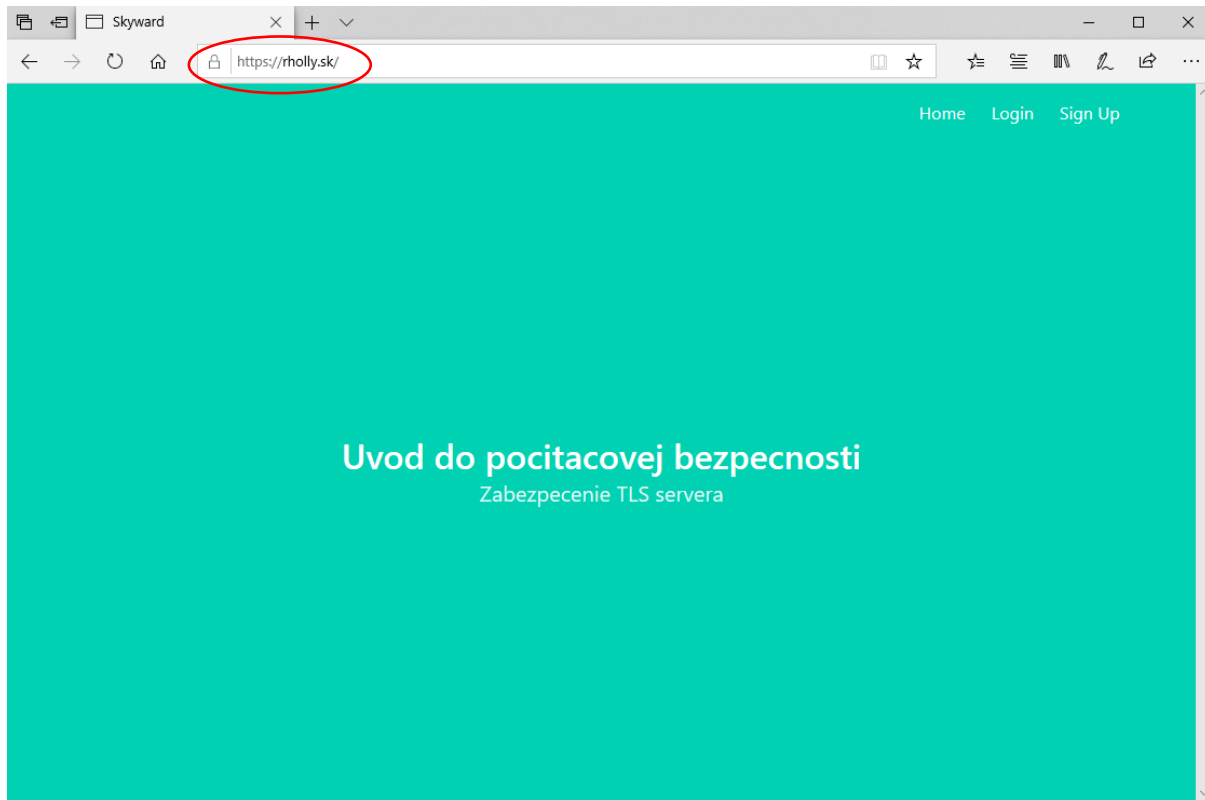 Skyward
https://rholly.sk/
Home Login Sign Up
Uvod do pocitacovej bezpecnosti
Zabezpecenie TLS servera